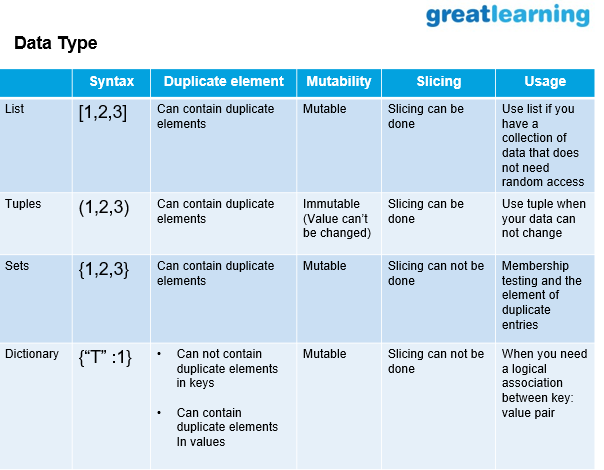 greatlearning
Data Type
Syntax Duplicate element Mutability Slicing Usage
List [1,2,3] Can contain duplicate elements Mutable Slicing can be done Use list if you have a collection of data that does not need random access
Tuples (1,2,3) Can contain duplicate elements Immutable (Value can't be changed) Slicing can be done Use tuple when your data can not change
Sets {1,2,3} Can contain duplicate elements Mutable Slicing can not be done Membership testing and the element of duplicate entries
Dictionary {“T” :1} • Can not contain duplicate elements in keys • Can contain duplicate elements In values Mutable Slicing can not be done When you need a logical association between key: value pair